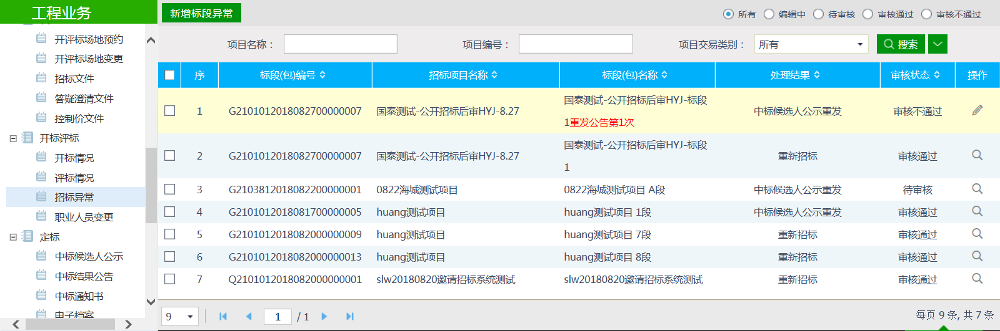 工程业务
开评标场地预约
开评标场地变更
招标文件
答疑澄清文件
控制价文件
开标评标
开标情况
评标情况
招标异常
职业人员变更
定标
中标候选人公示
中标结果公告
中标通知书
电子档案
新增标段异常
所有 编辑中 待审核 审核通过 审核不通过
项目名称： 项目编号： 项目交易类别： 所有 搜索
序 标段(包)编号 招标项目名称 标段(包)名称 处理结果 审核状态 操作
1 G2101012018082700000007 国泰测试-公开招标后审HYJ-8.27 国泰测试-公开招标后审HYJ-标段 中标候选人公示重发 审核不通过
1重发公告第1次
2 G2101012018082700000007 国泰测试-公开招标后审HYJ-8.27 国泰测试-公开招标后审HYJ-标段 重新招标 审核通过
1
3 G2103812018082200000001 0822海城测试项目 0822海城测试项目 A段 中标候选人公示重发 待审核
4 G2101012018081700000005 huang测试项目 huang测试项目 1段 中标候选人公示重发 审核通过
5 G2101012018082000000009 huang测试项目 huang测试项目 7段 重新招标 审核通过
6 G2101012018082000000013 huang测试项目 huang测试项目 8段 重新招标 审核通过
7 Q2101012018082000000001 slw20180820邀请招标系统测试 slw20180820邀请招标系统测试 重新招标 审核通过
9 1 / 1 每页 9 条, 共 7 条